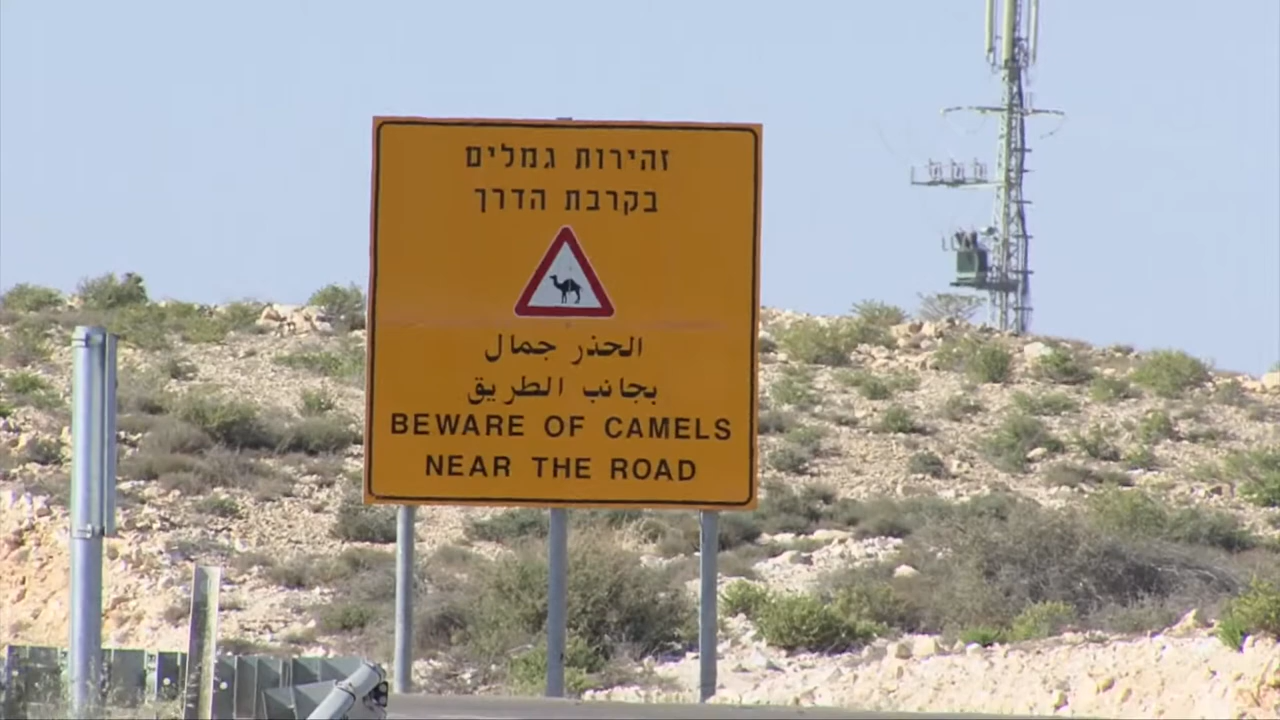 זהירות גמלים
בקרבת הדרך
الحذر جمال
بجانب الطريق
BEWARE OF CAMELS
NEAR THE ROAD